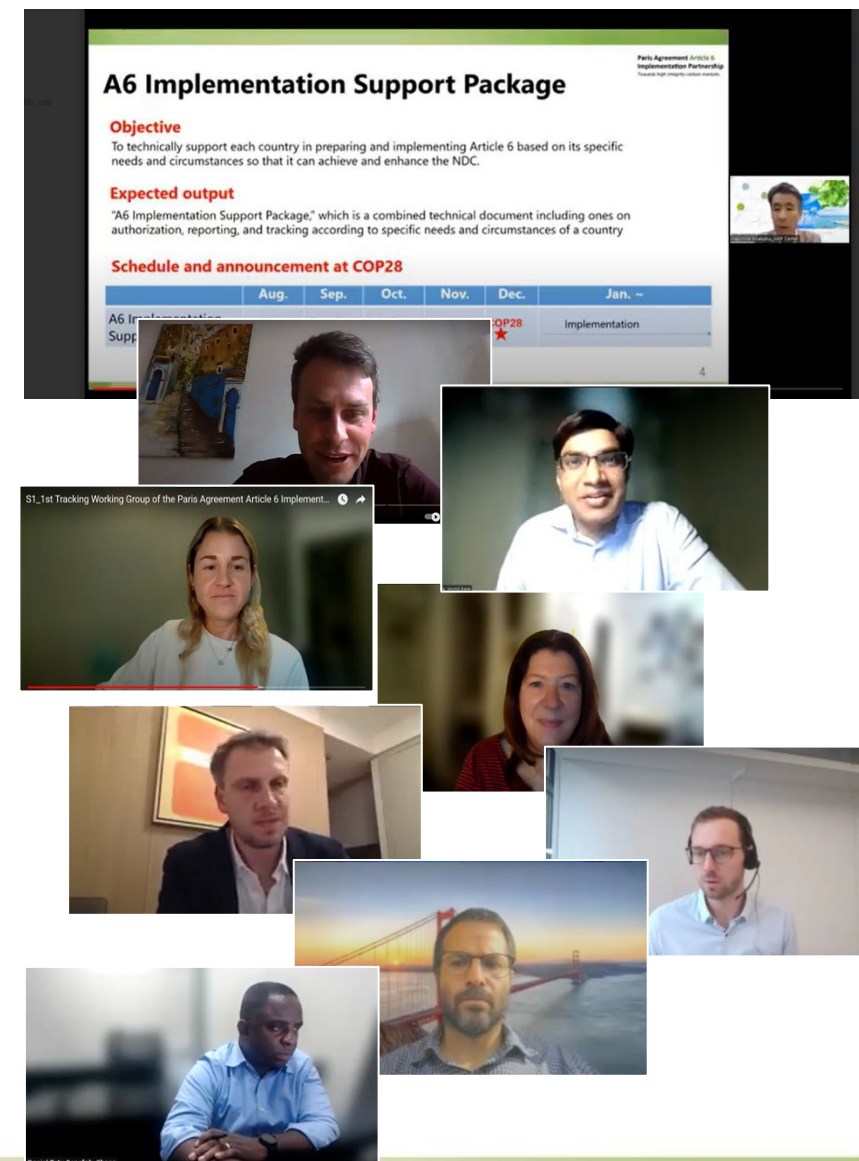 Paris Agreement Article 6
Implementation Partnership
Towards high integrity carbon markets
A6 Implementation Support Package
Objective
To technically support each country in preparing and implementing Article 6 based on its specific
needs and circumstances so that it can achieve and enhance the NDC.
Expected output
“A6 Implementation Support Package,” which is a combined technical document including ones on
authorization, reporting, and tracking according to specific needs and circumstances of a country
Schedule and announcement at COP28
Aug. Sep. Oct. Nov. Dec. Jan. ~
A6
COP28
Implementation
4
S1_1st Tracking Working Group of the Paris Agreement Article 6 Implement...